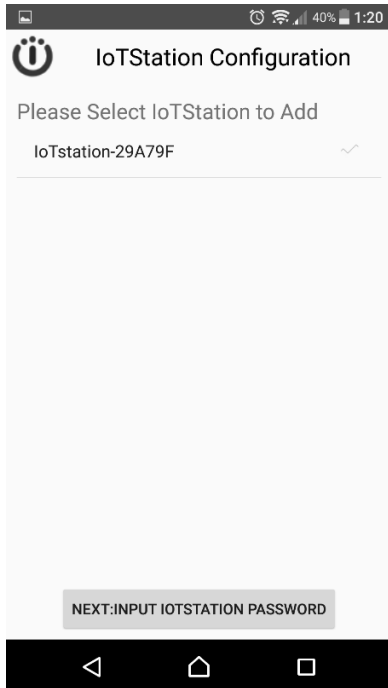 40% 1:20
IoTStation Configuration
Please Select IoTStation to Add
IoTstation-29A79F
NEXT:INPUT IOTSTATION PASSWORD